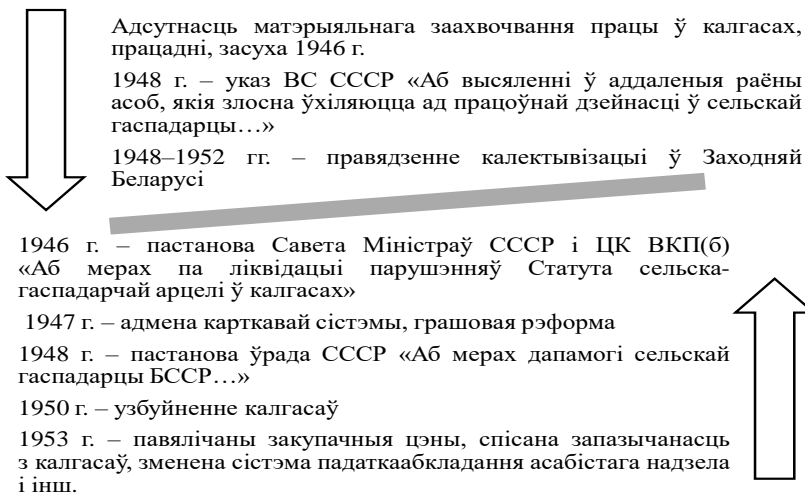 Адсутнасць матэрыяльнага заахвочвання працы ў калгасах,
працадні, засуха 1946 г.
1948 г. – указ ВС СССР «Аб высяленні ў аддаленыя раёны
асоб, якія злосна ўхіляюцца ад працоўнай дзейнасці ў сельскай
гаспадарцы…»
1948–1952 гг. – правядзенне калектывізацыі ў Заходняй
Беларусі
1946 г. – пастанова Савета Міністраў СССР і ЦК ВКП(б)
«Аб мерах па ліквідацыі парушэнняў Статута сельска-
гаспадарчай арцелі ў калгасах»
1947 г. – адмена карткавай сістэмы, грашовая рэформа
1948 г. – пастанова ўрада СССР «Аб мерах дапамогі сельскай
гаспадарцы БССР…»
1950 г. – узбуйненне калгасаў
1953 г. – павялічаны закупачныя цэны, спісана запазычанасць
з калгасаў, зменена сістэма падаткаабкладання асабістага надзела
і інш.